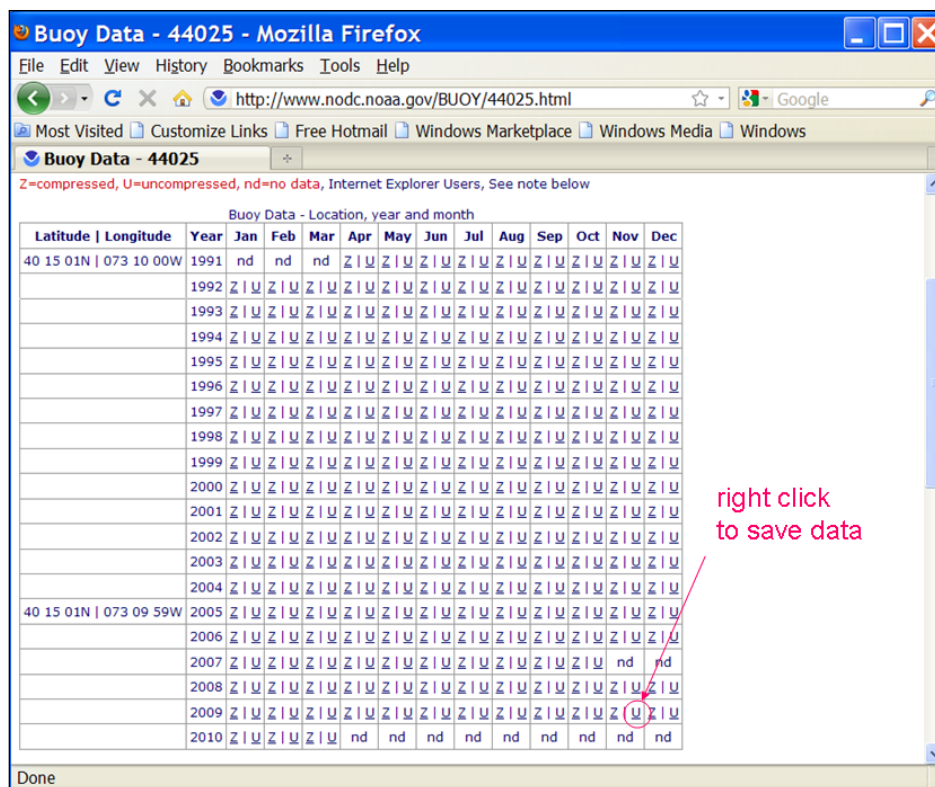 Buoy Data - 44025 - Mozilla Firefox
File Edit View History Bookmarks Tools Help
http://www.nodc.noaa.gov/BUOY/44025.html Google
Most Visited Customize Links Free Hotmail Windows Marketplace Windows Media Windows
Buoy Data - 44025
Z=compressed, U=uncompressed, nd=no data, Internet Explorer Users, See note below
Buoy Data - Location, year and month
Latitude | Longitude Year Jan Feb Mar Apr May Jun Jul Aug Sep Oct Nov Dec
40 15 01N | 073 10 00W 1991 nd nd nd Z | U Z | U Z | U Z | U Z | U Z | U Z | U Z | U Z | U
1992 Z | U Z | U Z | U Z | U Z | U Z | U Z | U Z | U Z | U Z | U Z | U Z | U
1993 Z | U Z | U Z | U Z | U Z | U Z | U Z | U Z | U Z | U Z | U Z | U Z | U
1994 Z | U Z | U Z | U Z | U Z | U Z | U Z | U Z | U Z | U Z | U Z | U Z | U
1995 Z | U Z | U Z | U Z | U Z | U Z | U Z | U Z | U Z | U Z | U Z | U Z | U
1996 Z | U Z | U Z | U Z | U Z | U Z | U Z | U Z | U Z | U Z | U Z | U Z | U
1997 Z | U Z | U Z | U Z | U Z | U Z | U Z | U Z | U Z | U Z | U Z | U Z | U
1998 Z | U Z | U Z | U Z | U Z | U Z | U Z | U Z | U Z | U Z | U Z | U Z | U
1999 Z | U Z | U Z | U Z | U Z | U Z | U Z | U Z | U Z | U Z | U Z | U Z | U
2000 Z | U Z | U Z | U Z | U Z | U Z | U Z | U Z | U Z | U Z | U Z | U Z | U
2001 Z | U Z | U Z | U Z | U Z | U Z | U Z | U Z | U Z | U Z | U Z | U Z | U
2002 Z | U Z | U Z | U Z | U Z | U Z | U Z | U Z | U Z | U Z | U Z | U Z | U
2003 Z | U Z | U Z | U Z | U Z | U Z | U Z | U Z | U Z | U Z | U Z | U Z | U
2004 Z | U Z | U Z | U Z | U Z | U Z | U Z | U Z | U Z | U Z | U Z | U Z | U
40 15 01N | 073 09 59W 2005 Z | U Z | U Z | U Z | U Z | U Z | U Z | U Z | U Z | U Z | U Z | U Z | U
2006 Z | U Z | U Z | U Z | U Z | U Z | U Z | U Z | U Z | U Z | U Z | U Z | U
2007 Z | U Z | U Z | U Z | U Z | U Z | U Z | U Z | U Z | U Z | U nd nd
2008 Z | U Z | U Z | U Z | U Z | U Z | U Z | U Z | U Z | U Z | U Z | U Z | U
2009 Z | U Z | U Z | U Z | U Z | U Z | U Z | U Z | U Z | U Z | U Z | U Z | U
2010 Z | U Z | U Z | U nd nd nd nd nd nd nd nd nd
right click
to save data
Done